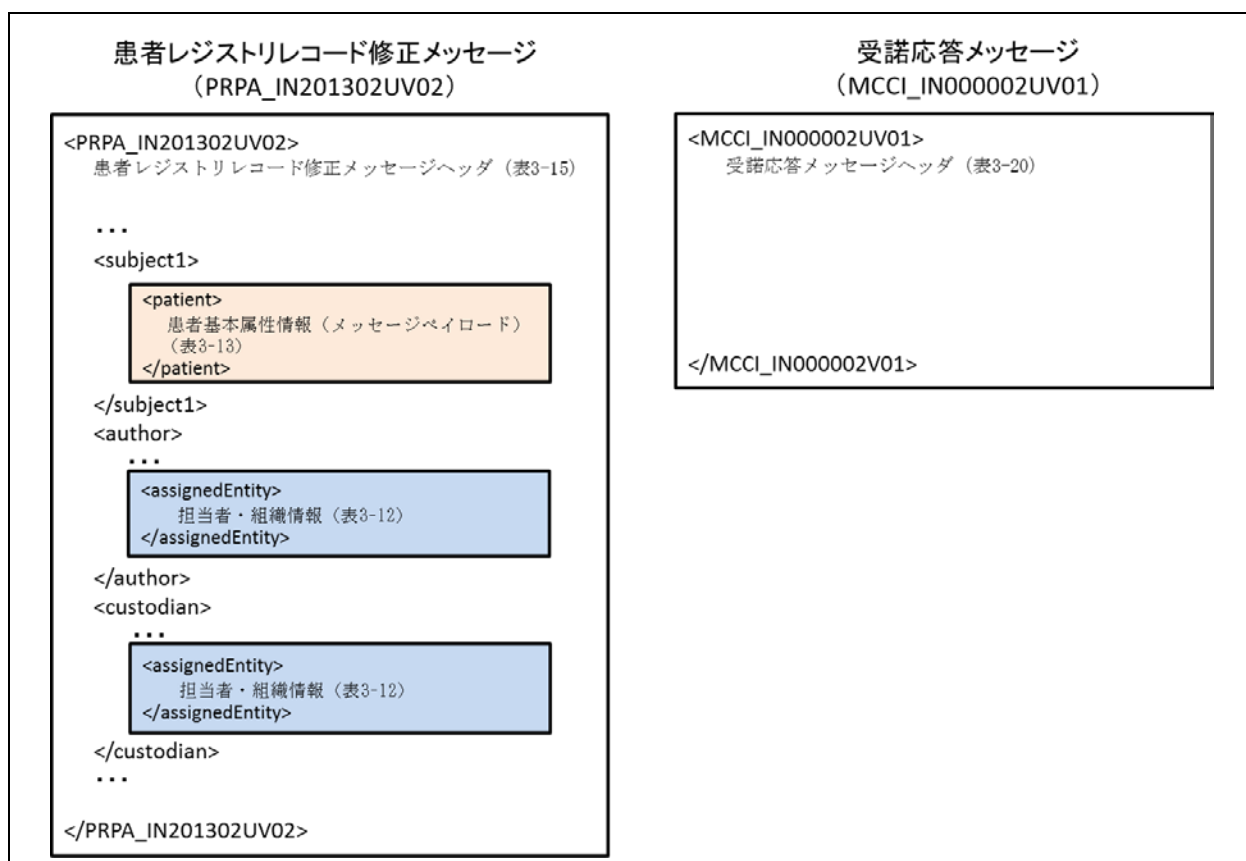 患者レジストリレコード修正メッセージ
（PRPA_IN201302UV02）
<PRPA_IN201302UV02>
患者レジストリレコード修正メッセージヘッダ（表3-15）
...
<subject1>
<patient>
患者基本属性情報（メッセージペイロード）
（表3-13）
</patient>
</subject1>
<author>
...
<assignedEntity>
担当者・組織情報（表3-12）
</assignedEntity>
</author>
<custodian>
...
<assignedEntity>
担当者・組織情報（表3-12）
</assignedEntity>
</custodian>
...
</PRPA_IN201302UV02>
受諾応答メッセージ
（MCCI_IN000002UV01）
<MCCI_IN000002UV01>
受諾応答メッセージヘッダ（表3-20）
</MCCI_IN000002V01>